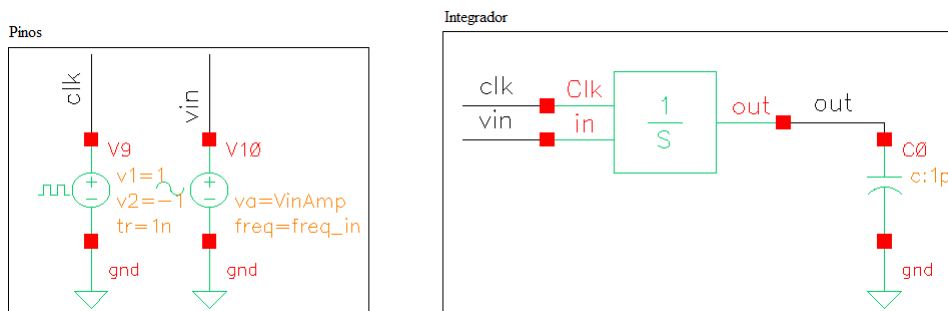 Pinos
clk
vin
V9
v1=1
v2=-1
tr=1n
gnd
V10
va=VinAmp
freq=freq_in
gnd
Integrador
clk
vin
Clk
in
1
S
out
out
C0
c:1p
gnd